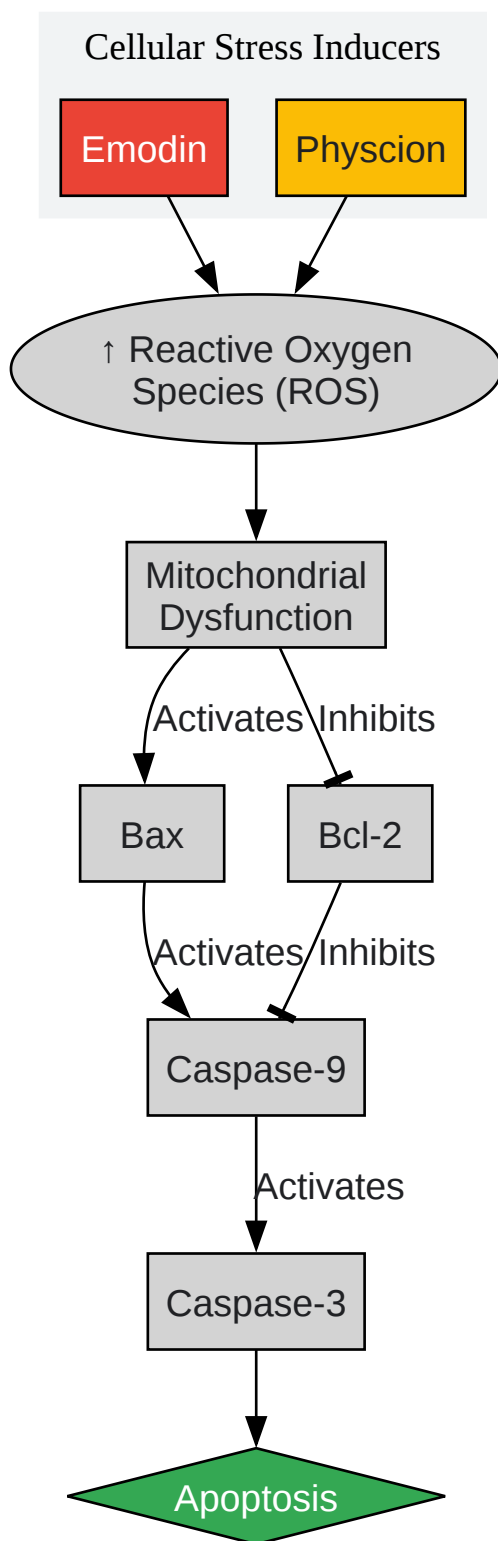 Cellular Stress Inducers
Emodin
Physcion
↑ Reactive Oxygen
Species (ROS)
Mitochondrial
Dysfunction
Activates
Inhibits
Bax
Bcl-2
Activates
Inhibits
Caspase-9
Activates
Caspase-3
Apoptosis